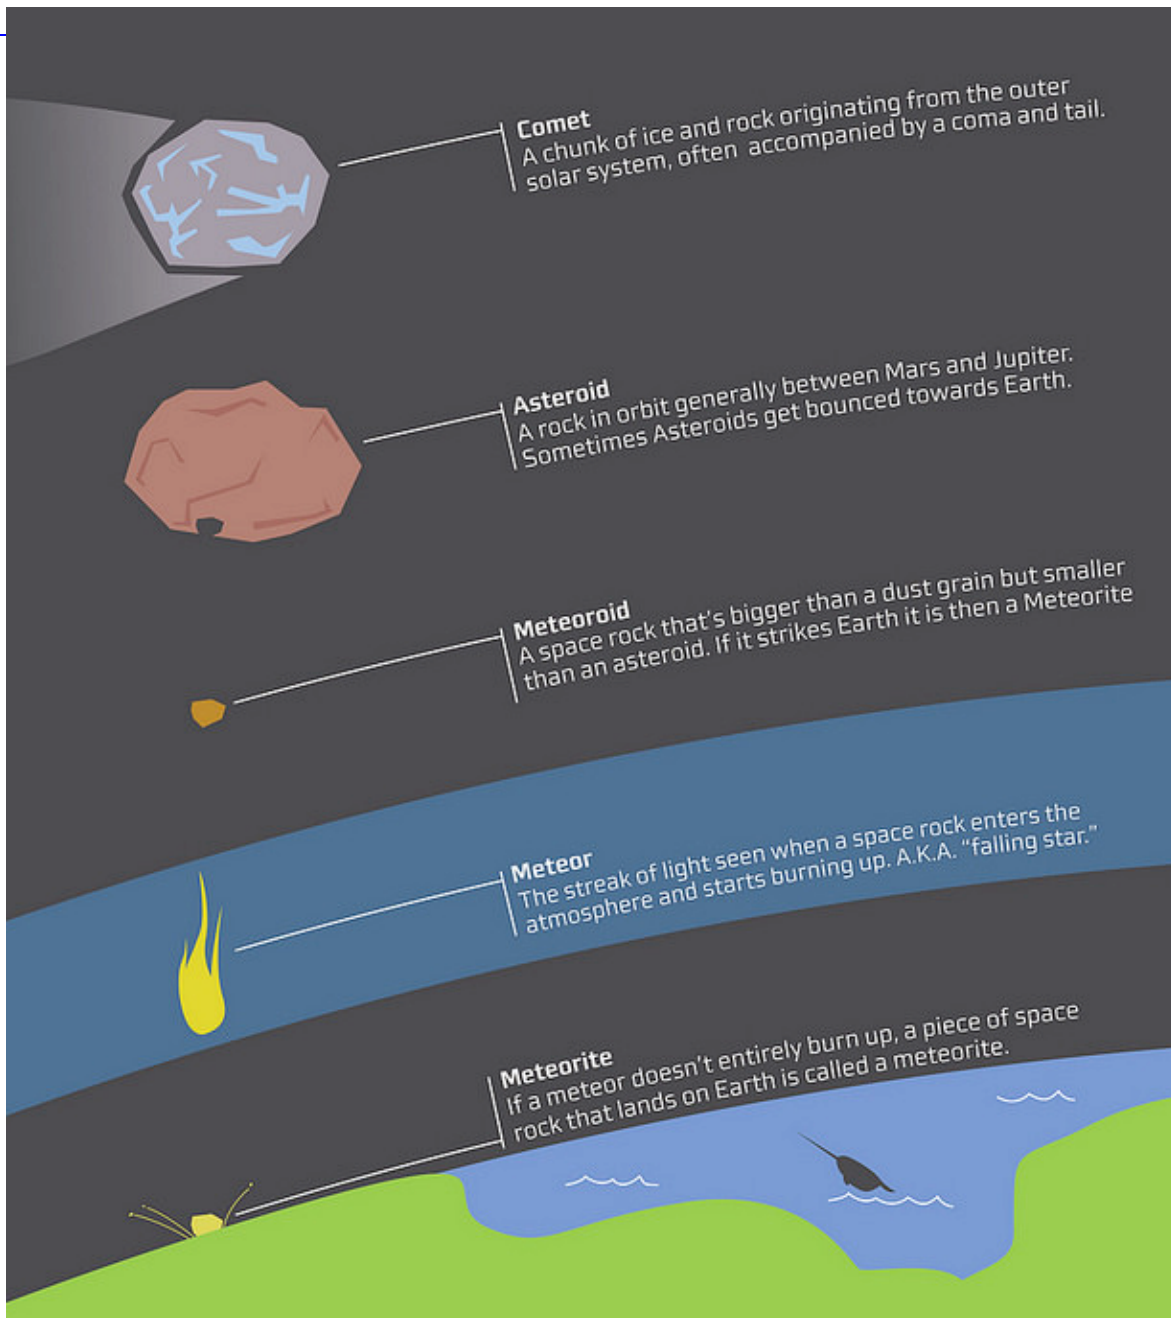 Comet
A chunk of ice and rock originating from the outer
solar system, often accompanied by a coma and tail.
Asteroid
A rock in orbit generally between Mars and Jupiter.
Sometimes Asteroids get bounced towards Earth.
Meteoroid
A space rock that's bigger than a dust grain but smaller
than an asteroid. If it strikes Earth it is then a Meteorite
Meteor
The streak of light seen when a space rock enters the
atmosphere and starts burning up. A.K.A. “falling star.”
Meteorite
If a meteor doesn't entirely burn up, a piece of space
rock that lands on Earth is called a meteorite.